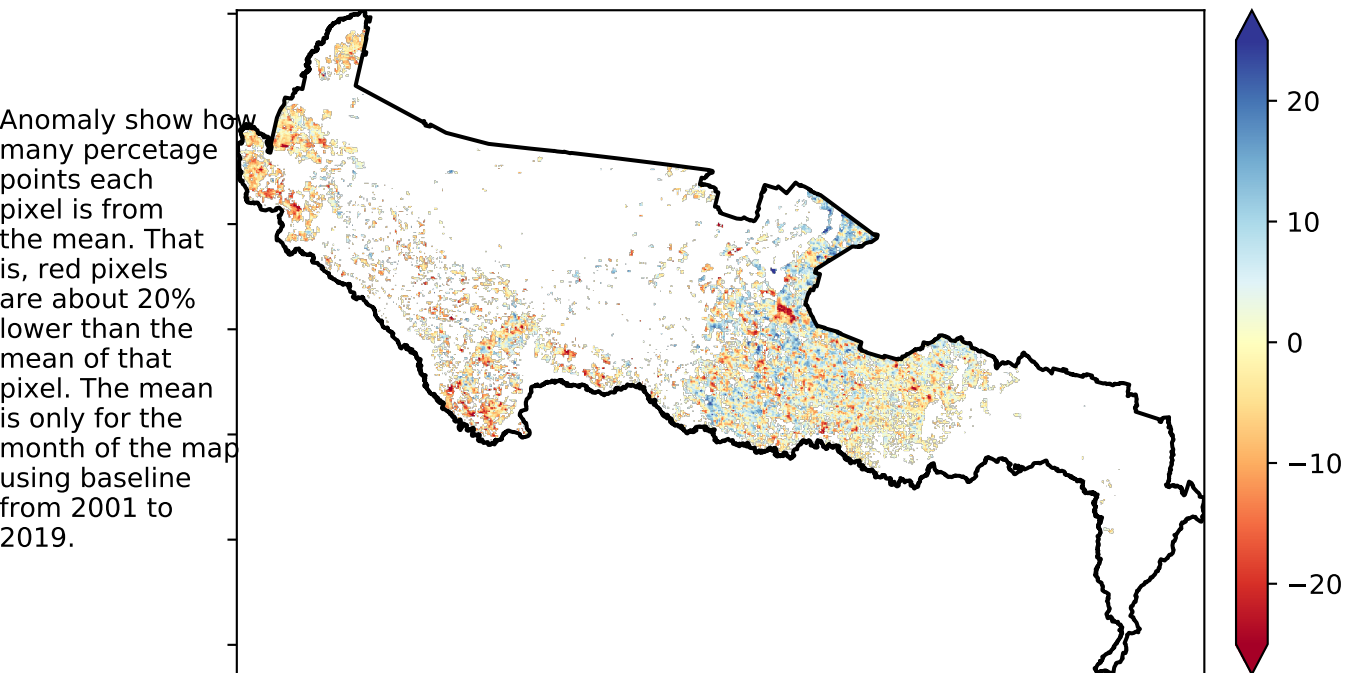 Anomaly show how
many percetage
points each
pixel is from
the mean. That
is, red pixels
are about 20%
lower than the
mean of that
pixel. The mean
is only for the
month of the map
using baseline
from 2001 to
2019.
20
10
0
−10
−20